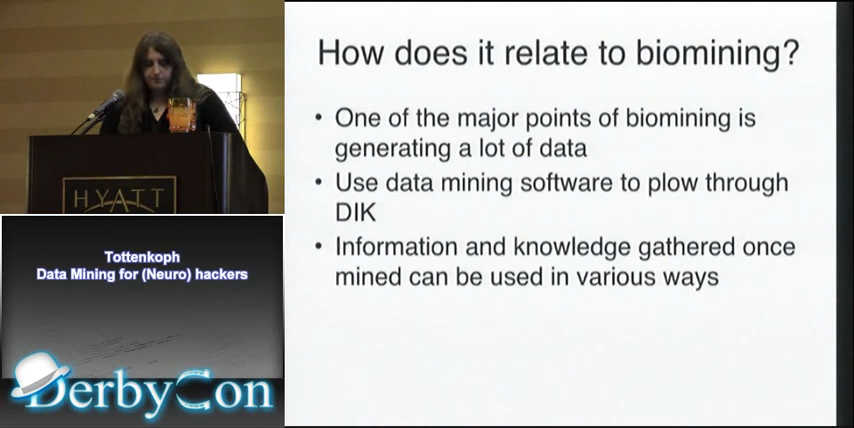 How does it relate to biomining?
• One of the major points of biomining is
generating a lot of data
• Use data mining software to plow through
DIK
• Information and knowledge gathered once
mined can be used in various ways
HYATT
Tottenkoph
Data Mining for (Neuro) hackers
DerbyCon